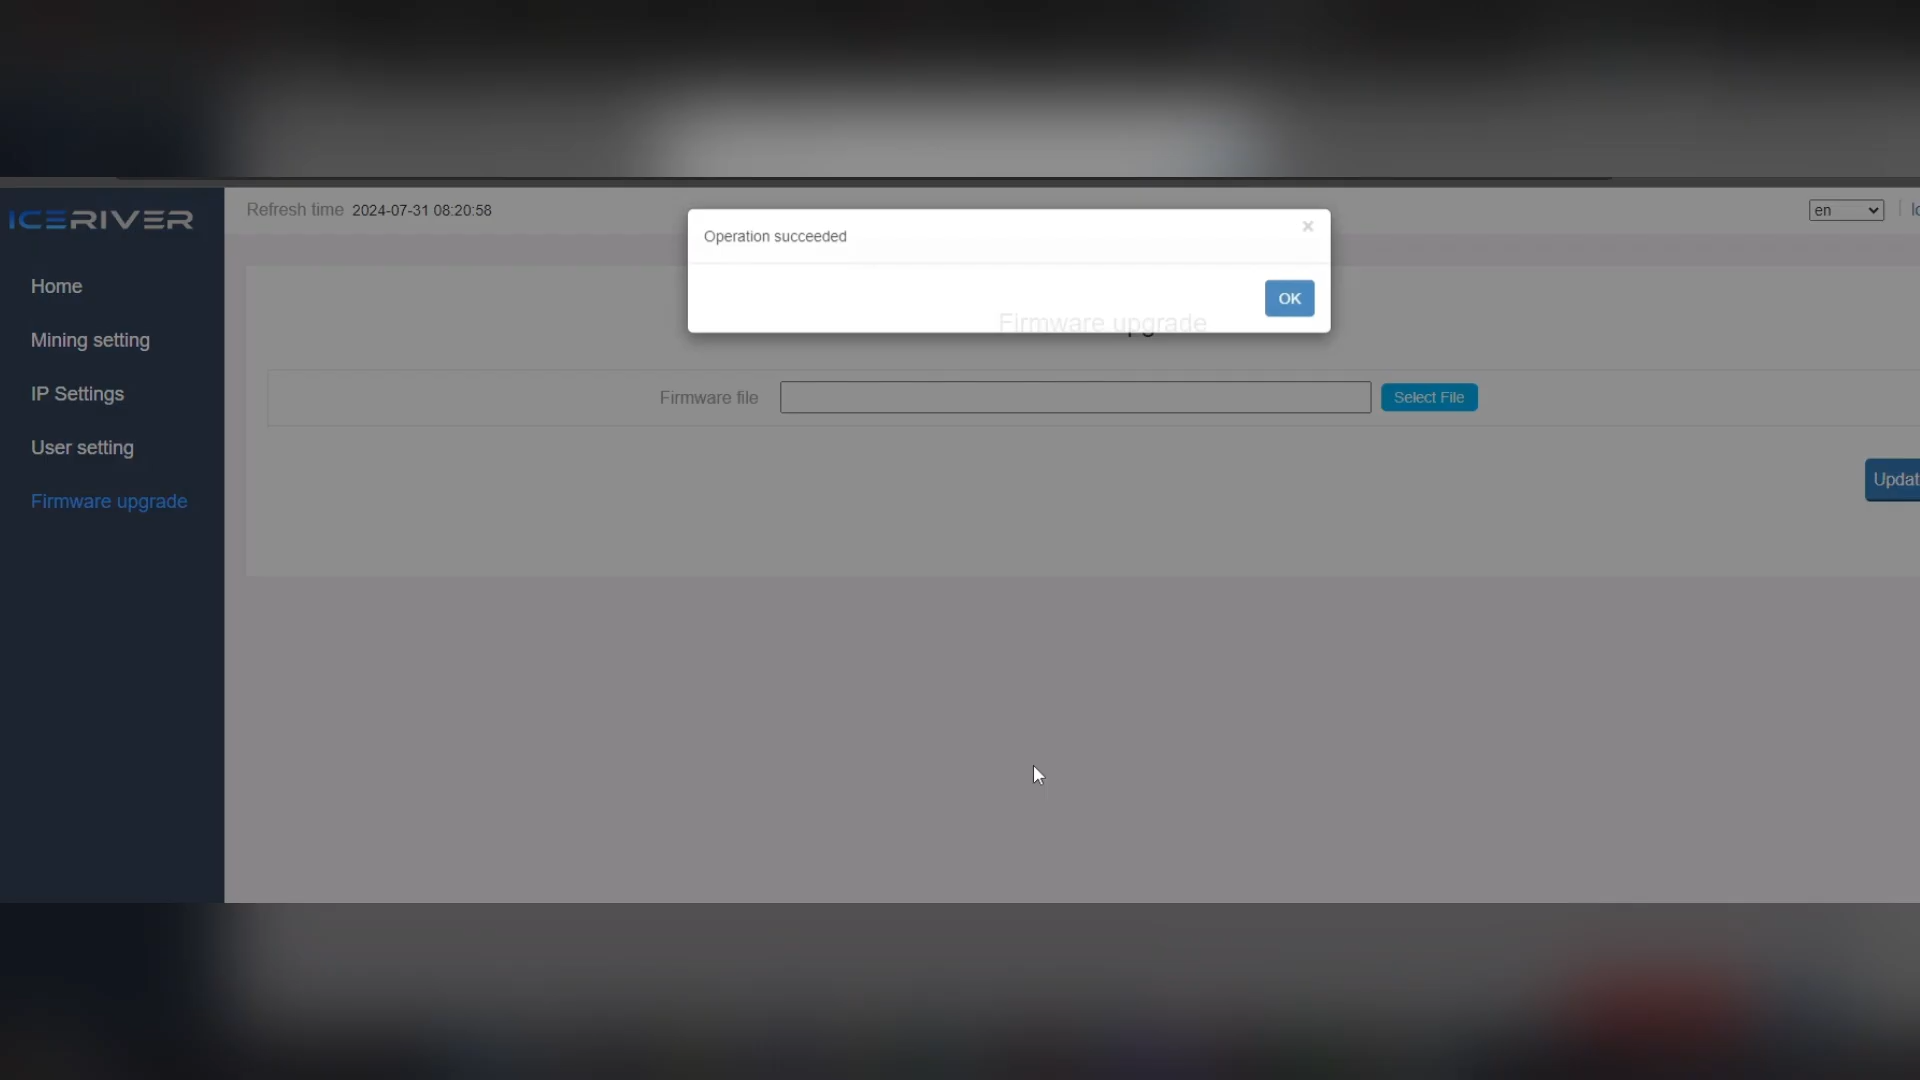 ICERIVER
Refresh time 2024-07-31 08:20:58
en
Operation succeeded
×
OK
Home
Mining setting
IP Settings
User setting
Firmware upgrade
Firmware upgrade
Firmware file
Select File